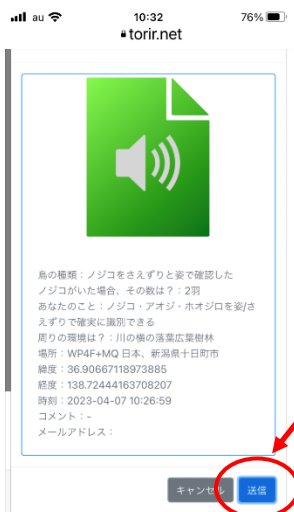 au 10:32 76%
torir.net
鳥の種類：ノジコをさえずりと姿で確認した
ノジコがいた場合、その数は？：2羽
あなたのこと：ノジコ・アオジ・ホオジロを姿/さ
えずりで確実に識別できる
周りの環境は？：川の横の落葉広葉樹林
場所：WP4F+MQ 日本、新潟県十日町市
緯度：36.90667118973885
経度：138.72444163708207
時刻：2023-04-07 10:26:59
コメント：-
メールアドレス：
キャンセル 送信